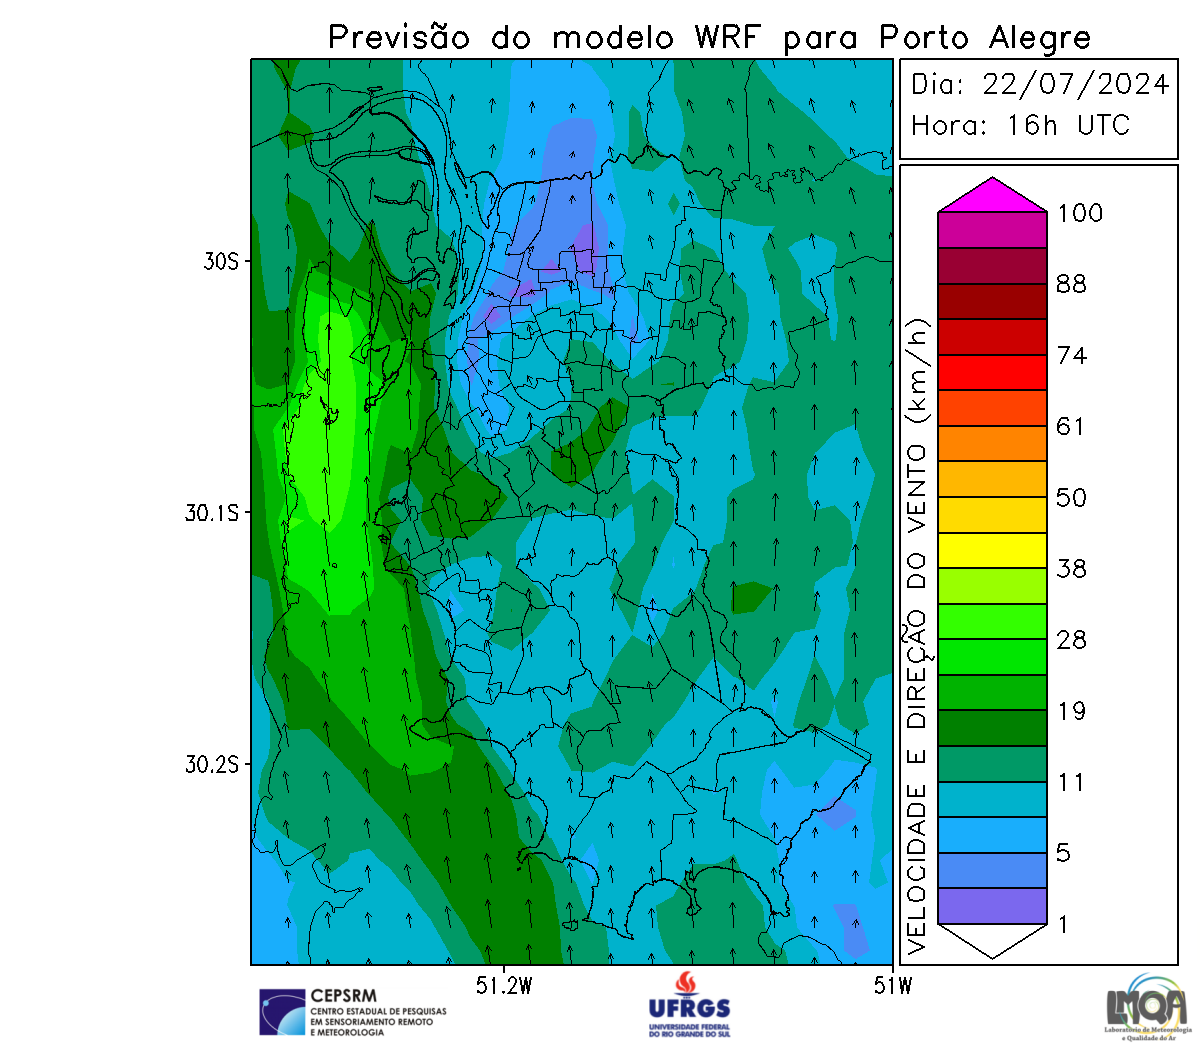 Previsão do modelo WRF para Porto Alegre
Dia: 22/07/2024
Hora: 16h UTC
30S
30.1S
30.2S
51.2W
51W
VELOCIDADE E DIREÇÃO DO VENTO (km/h)
100
88
74
61
50
38
28
19
11
5
1
CEPSRM
CENTRO ESTADUAL DE PESQUISAS
EM SENSORIAMENTO REMOTO
E METEOROLOGIA
UFRGS
UNIVERSIDADE FEDERAL
DO RIO GRANDE DO SUL
LMQA
Laboratório de Meteorologia
e Qualidade do Ar